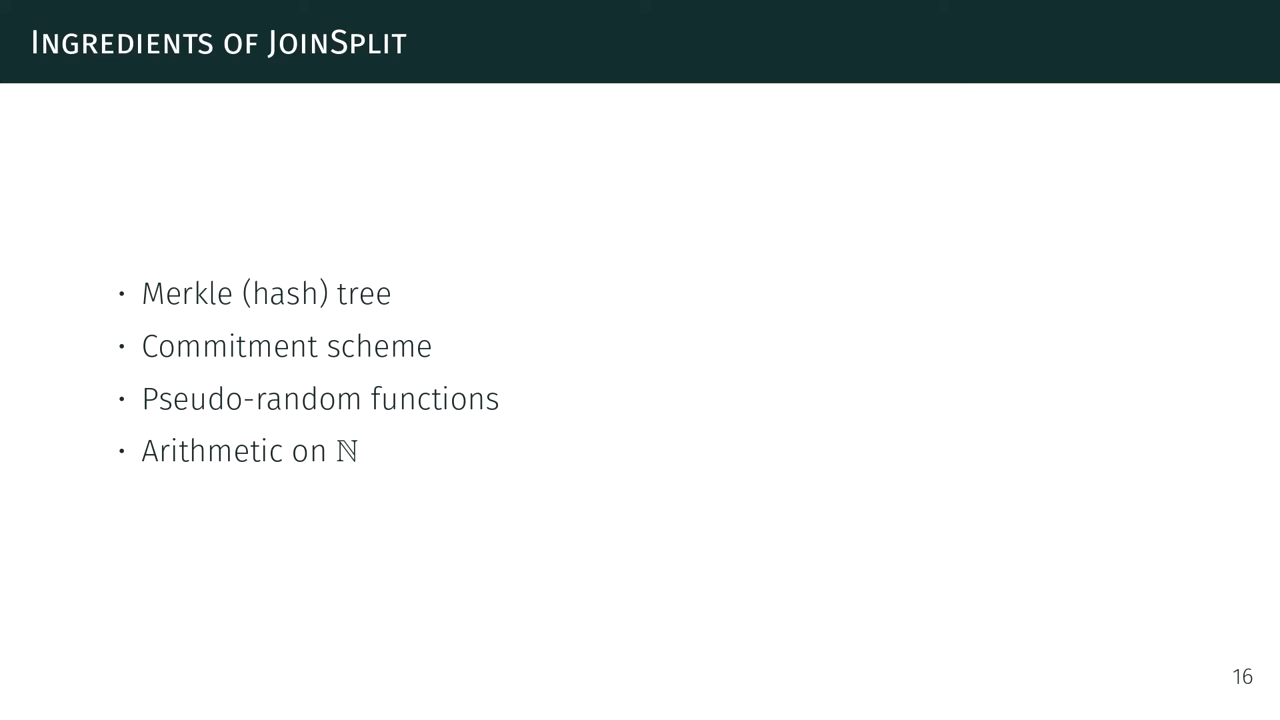 Ingredients of JoinSplit
• Merkle (hash) tree
• Commitment scheme
• Pseudo-random functions
• Arithmetic on ℕ
16